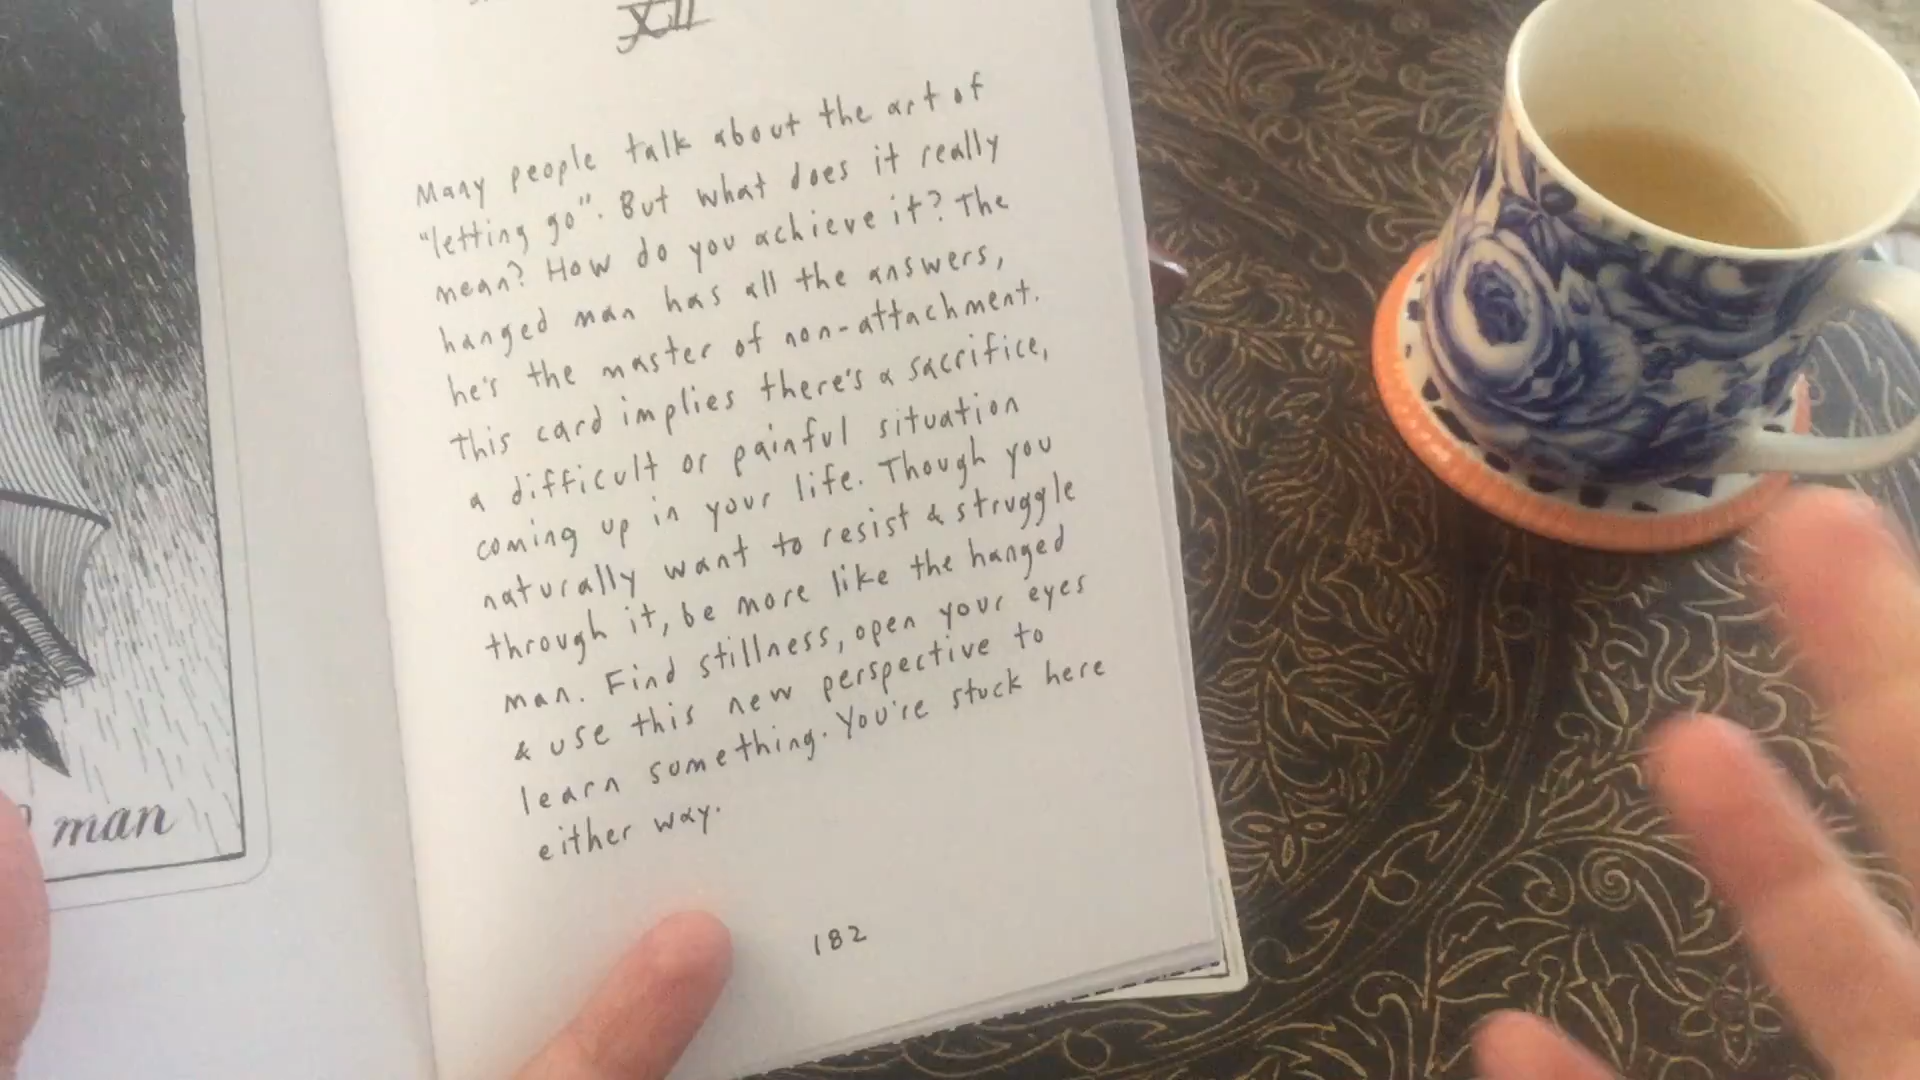 XII
Many people talk about the art of
"letting go". But what does it really
mean? How do you achieve it? The
hanged man has all the answers,
he's the master of non-attachment.
This card implies there's a sacrifice,
a difficult or painful situation
coming up in your life. Though you
naturally want to resist & struggle
through it, be more like the hanged
man. Find stillness, open your eyes
& use this new perspective to
learn something. You're stuck here
either way.
182
man